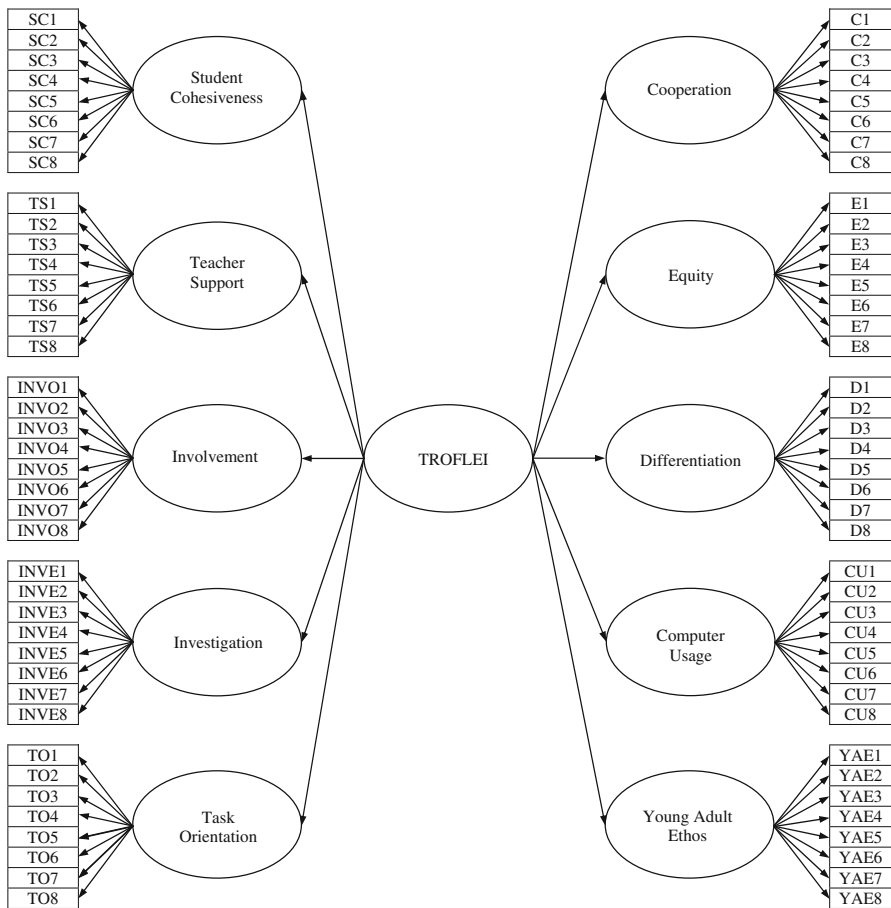 SC1
SC2
SC3
SC4
SC5
SC6
SC7
SC8
Student
Cohesiveness
TS1
TS2
TS3
TS4
TS5
TS6
TS7
TS8
Teacher
Support
INVO1
INVO2
INVO3
INVO4
INVO5
INVO6
INVO7
INVO8
Involvement
INVE1
INVE2
INVE3
INVE4
INVE5
INVE6
INVE7
INVE8
Investigation
TO1
TO2
TO3
TO4
TO5
TO6
TO7
TO8
Task
Orientation
TROFLEI
Cooperation
C1
C2
C3
C4
C5
C6
C7
C8
Equity
E1
E2
E3
E4
E5
E6
E7
E8
Differentiation
D1
D2
D3
D4
D5
D6
D7
D8
Computer
Usage
CU1
CU2
CU3
CU4
CU5
CU6
CU7
CU8
Young Adult
Ethos
YAE1
YAE2
YAE3
YAE4
YAE5
YAE6
YAE7
YAE8